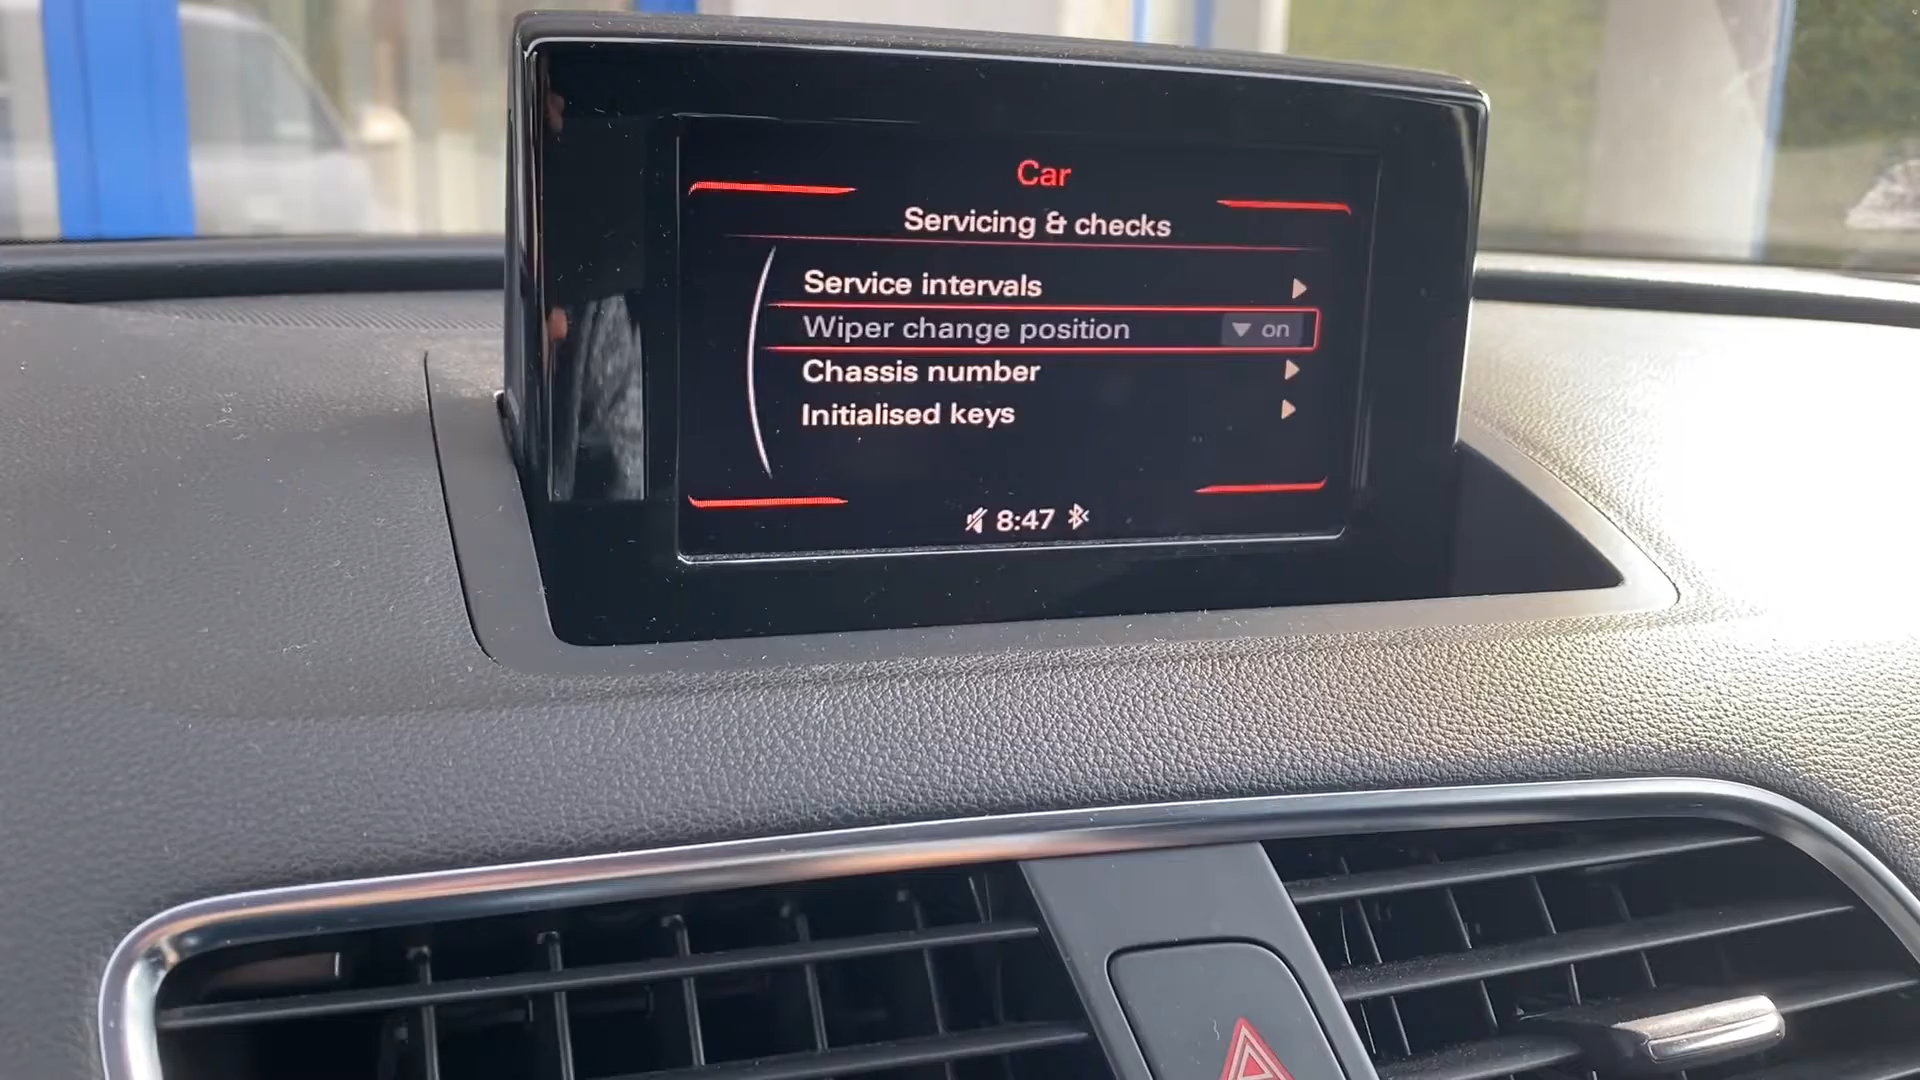 Car
Servicing & checks
Service intervals
Wiper change position on
Chassis number
Initialised keys
8:47